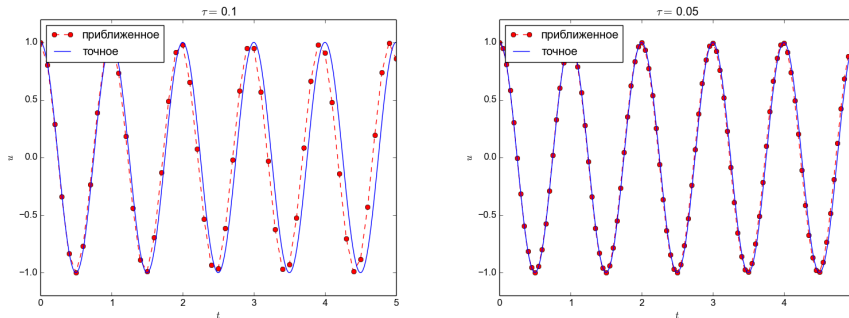 τ = 0.1
приближенное
точное
u
1.0
0.5
0.0
−0.5
−1.0
0 1 2 3 4 5
t
τ = 0.05
приближенное
точное
u
1.0
0.5
0.0
−0.5
−1.0
0 1 2 3 4
t